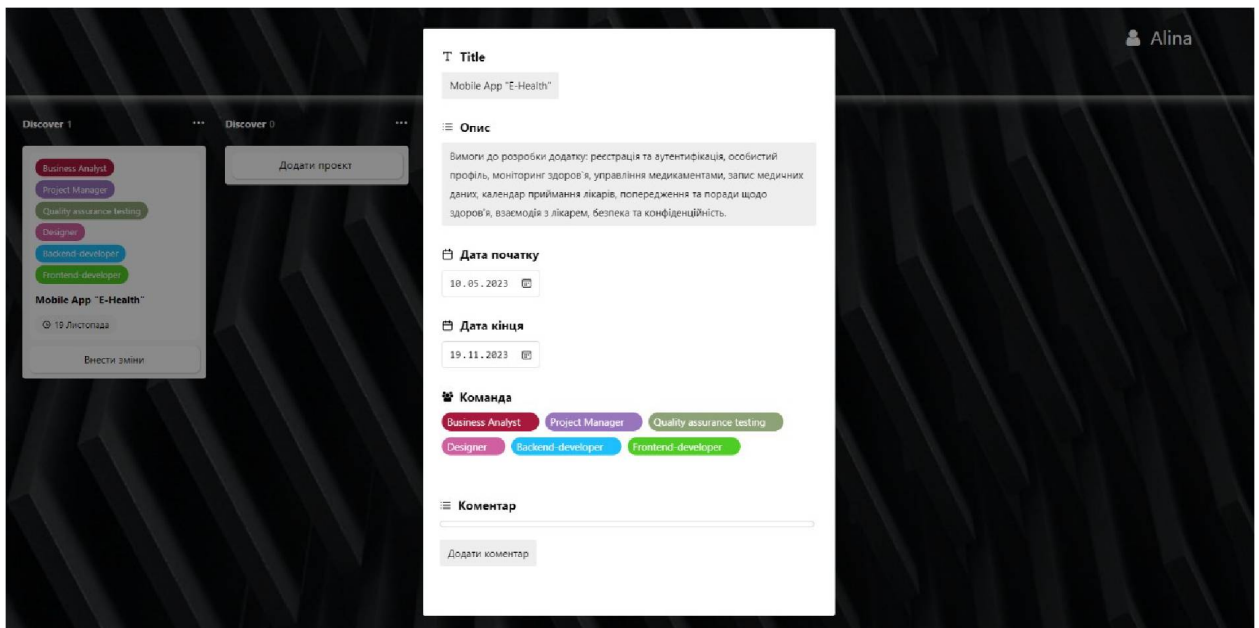 Alina
Discover 1 ···
Business Analyst
Project Manager
Quality assurance testing
Designer
Backend-developer
Frontend-developer
Mobile App "E-Health"
19 Листопада
Внести зміни
Discover 0 ···
Додати проєкт
Title
Mobile App "E-Health"
Опис
Вимоги до розробки додатку: реєстрація та аутентифікація, особистий
профіль, моніторинг здоров'я, управління медикаментами, запис медичних
даних, календар приймання лікарів, попередження та поради щодо
здоров'я, взаємодія з лікарем, безпека та конфіденційність.
Дата початку
10.05.2023
Дата кінця
19.11.2023
Команда
Business Analyst Project Manager Quality assurance testing
Designer Backend-developer Frontend-developer
Коментар
Додати коментар